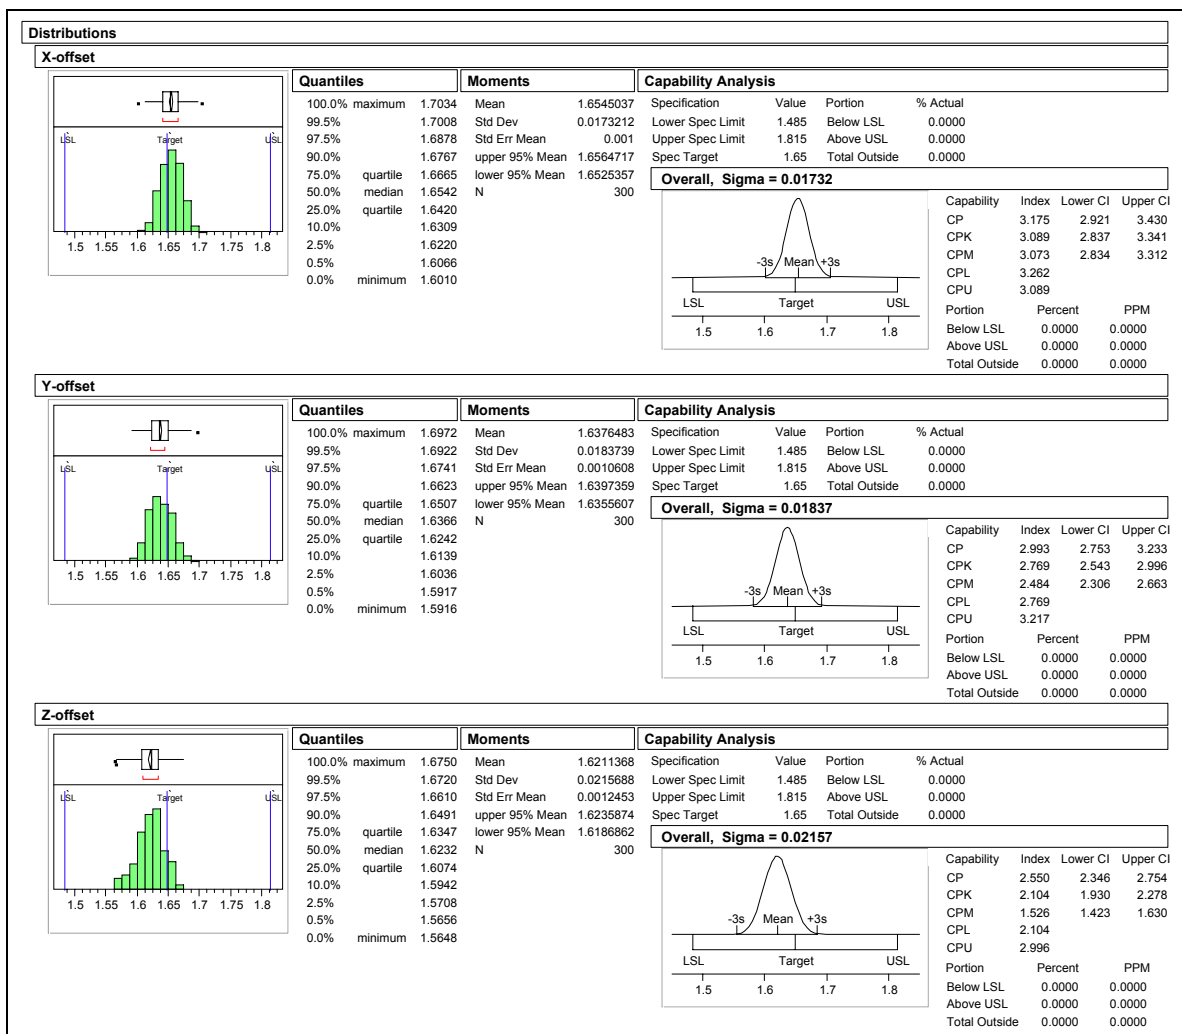 Distributions
X-offset
LSL Target USL
1.5 1.55 1.6 1.65 1.7 1.75 1.8
Quantiles
100.0% maximum 1.7034
99.5% 1.7008
97.5% 1.6878
90.0% 1.6767
75.0% quartile 1.6665
50.0% median 1.6542
25.0% quartile 1.6420
10.0% 1.6309
2.5% 1.6220
0.5% 1.6066
0.0% minimum 1.6010
Moments
Mean 1.6545037
Std Dev 0.0173212
Std Err Mean 0.001
upper 95% Mean 1.6564717
lower 95% Mean 1.6525357
N 300
Capability Analysis
Specification Value Portion % Actual
Lower Spec Limit 1.485 Below LSL 0.0000
Upper Spec Limit 1.815 Above USL 0.0000
Spec Target 1.65 Total Outside 0.0000
Overall, Sigma = 0.01732
-3s Mean +3s
LSL Target USL
1.5 1.6 1.7 1.8
Capability Index Lower CI Upper CI
CP 3.175 2.921 3.430
CPK 3.089 2.837 3.341
CPM 3.073 2.834 3.312
CPL 3.262
CPU 3.089
Portion Percent PPM
Below LSL 0.0000 0.0000
Above USL 0.0000 0.0000
Total Outside 0.0000 0.0000
Y-offset
LSL Target USL
1.5 1.55 1.6 1.65 1.7 1.75 1.8
Quantiles
100.0% maximum 1.6972
99.5% 1.6922
97.5% 1.6741
90.0% 1.6623
75.0% quartile 1.6507
50.0% median 1.6366
25.0% quartile 1.6242
10.0% 1.6139
2.5% 1.6036
0.5% 1.5917
0.0% minimum 1.5916
Moments
Mean 1.6376483
Std Dev 0.0183739
Std Err Mean 0.0010608
upper 95% Mean 1.6397359
lower 95% Mean 1.6355607
N 300
Capability Analysis
Specification Value Portion % Actual
Lower Spec Limit 1.485 Below LSL 0.0000
Upper Spec Limit 1.815 Above USL 0.0000
Spec Target 1.65 Total Outside 0.0000
Overall, Sigma = 0.01837
-3s Mean +3s
LSL Target USL
1.5 1.6 1.7 1.8
Capability Index Lower CI Upper CI
CP 2.993 2.753 3.233
CPK 2.769 2.543 2.996
CPM 2.484 2.306 2.663
CPL 2.769
CPU 3.217
Portion Percent PPM
Below LSL 0.0000 0.0000
Above USL 0.0000 0.0000
Total Outside 0.0000 0.0000
Z-offset
LSL Target USL
1.5 1.55 1.6 1.65 1.7 1.75 1.8
Quantiles
100.0% maximum 1.6750
99.5% 1.6720
97.5% 1.6610
90.0% 1.6491
75.0% quartile 1.6347
50.0% median 1.6232
25.0% quartile 1.6074
10.0% 1.5942
2.5% 1.5708
0.5% 1.5656
0.0% minimum 1.5648
Moments
Mean 1.6211368
Std Dev 0.0215688
Std Err Mean 0.0012453
upper 95% Mean 1.6235874
lower 95% Mean 1.6186862
N 300
Capability Analysis
Specification Value Portion % Actual
Lower Spec Limit 1.485 Below LSL 0.0000
Upper Spec Limit 1.815 Above USL 0.0000
Spec Target 1.65 Total Outside 0.0000
Overall, Sigma = 0.02157
-3s Mean +3s
LSL Target USL
1.5 1.6 1.7 1.8
Capability Index Lower CI Upper CI
CP 2.550 2.346 2.754
CPK 2.104 1.930 2.278
CPM 1.526 1.423 1.630
CPL 2.104
CPU 2.996
Portion Percent PPM
Below LSL 0.0000 0.0000
Above USL 0.0000 0.0000
Total Outside 0.0000 0.0000